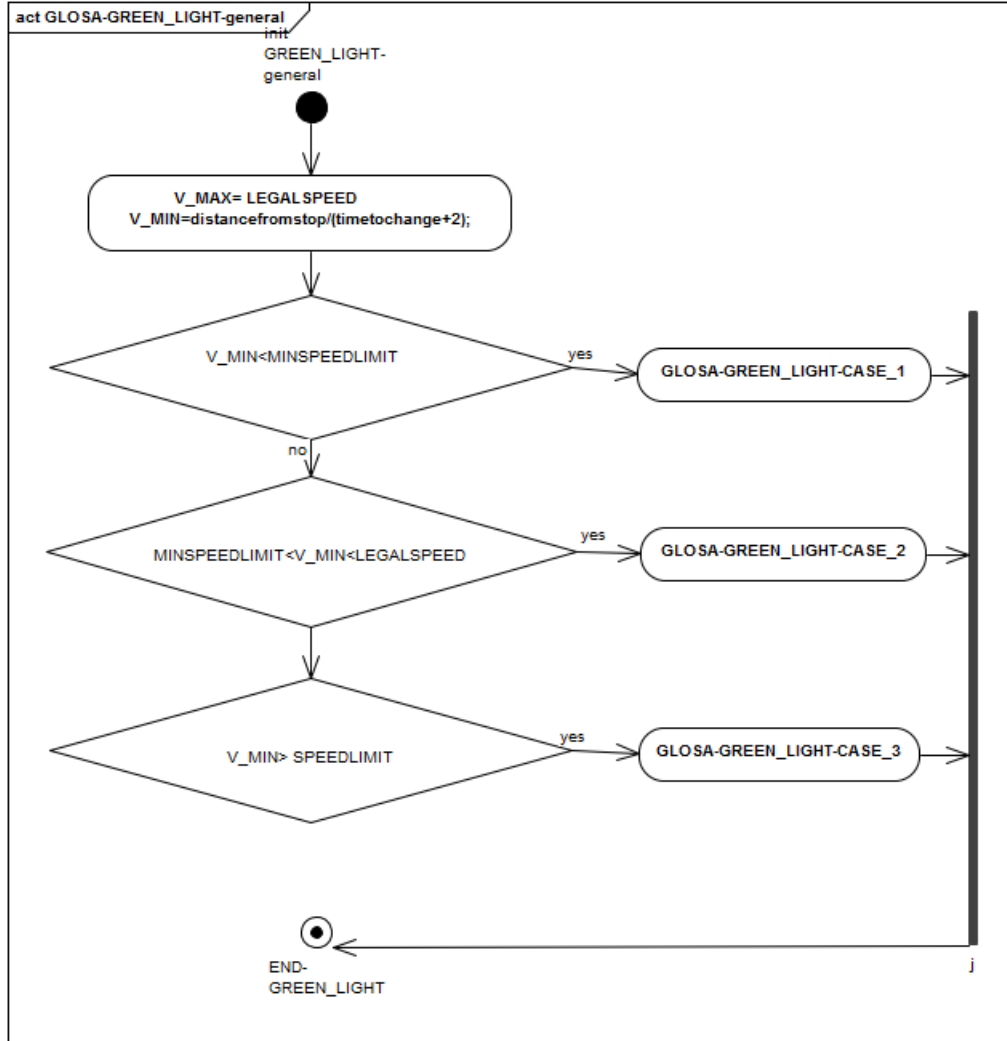 act GLOSA-GREEN_LIGHT-general
init
GREEN_LIGHT-
general
V_MAX= LEGALSPEED
V_MIN=distancefromstop/(timetochange+2);
V_MIN<MINSPEEDLIMIT
yes
GLOSA-GREEN_LIGHT-CASE_1
no
MINSPEEDLIMIT<V_MIN<LEGALSPEED
yes
GLOSA-GREEN_LIGHT-CASE_2
V_MIN> SPEEDLIMIT
yes
GLOSA-GREEN_LIGHT-CASE_3
END-
GREEN_LIGHT
j